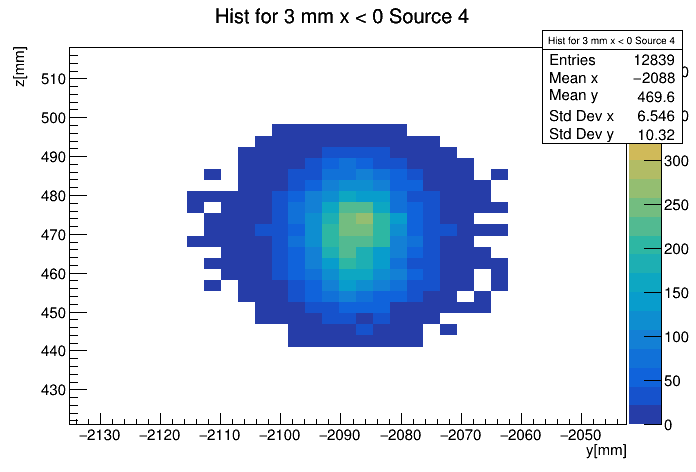 Hist for 3 mm x < 0 Source 4
z[mm]
Hist for 3 mm x < 0 Source 4
Entries 12839
Mean x −2088
Mean y 469.6
Std Dev x 6.546
Std Dev y 10.32
510
500
490
480
470
460
450
440
430
0
0
300
250
200
150
100
50
0
−2130 −2120 −2110 −2100 −2090 −2080 −2070 −2060 −2050
y[mm]